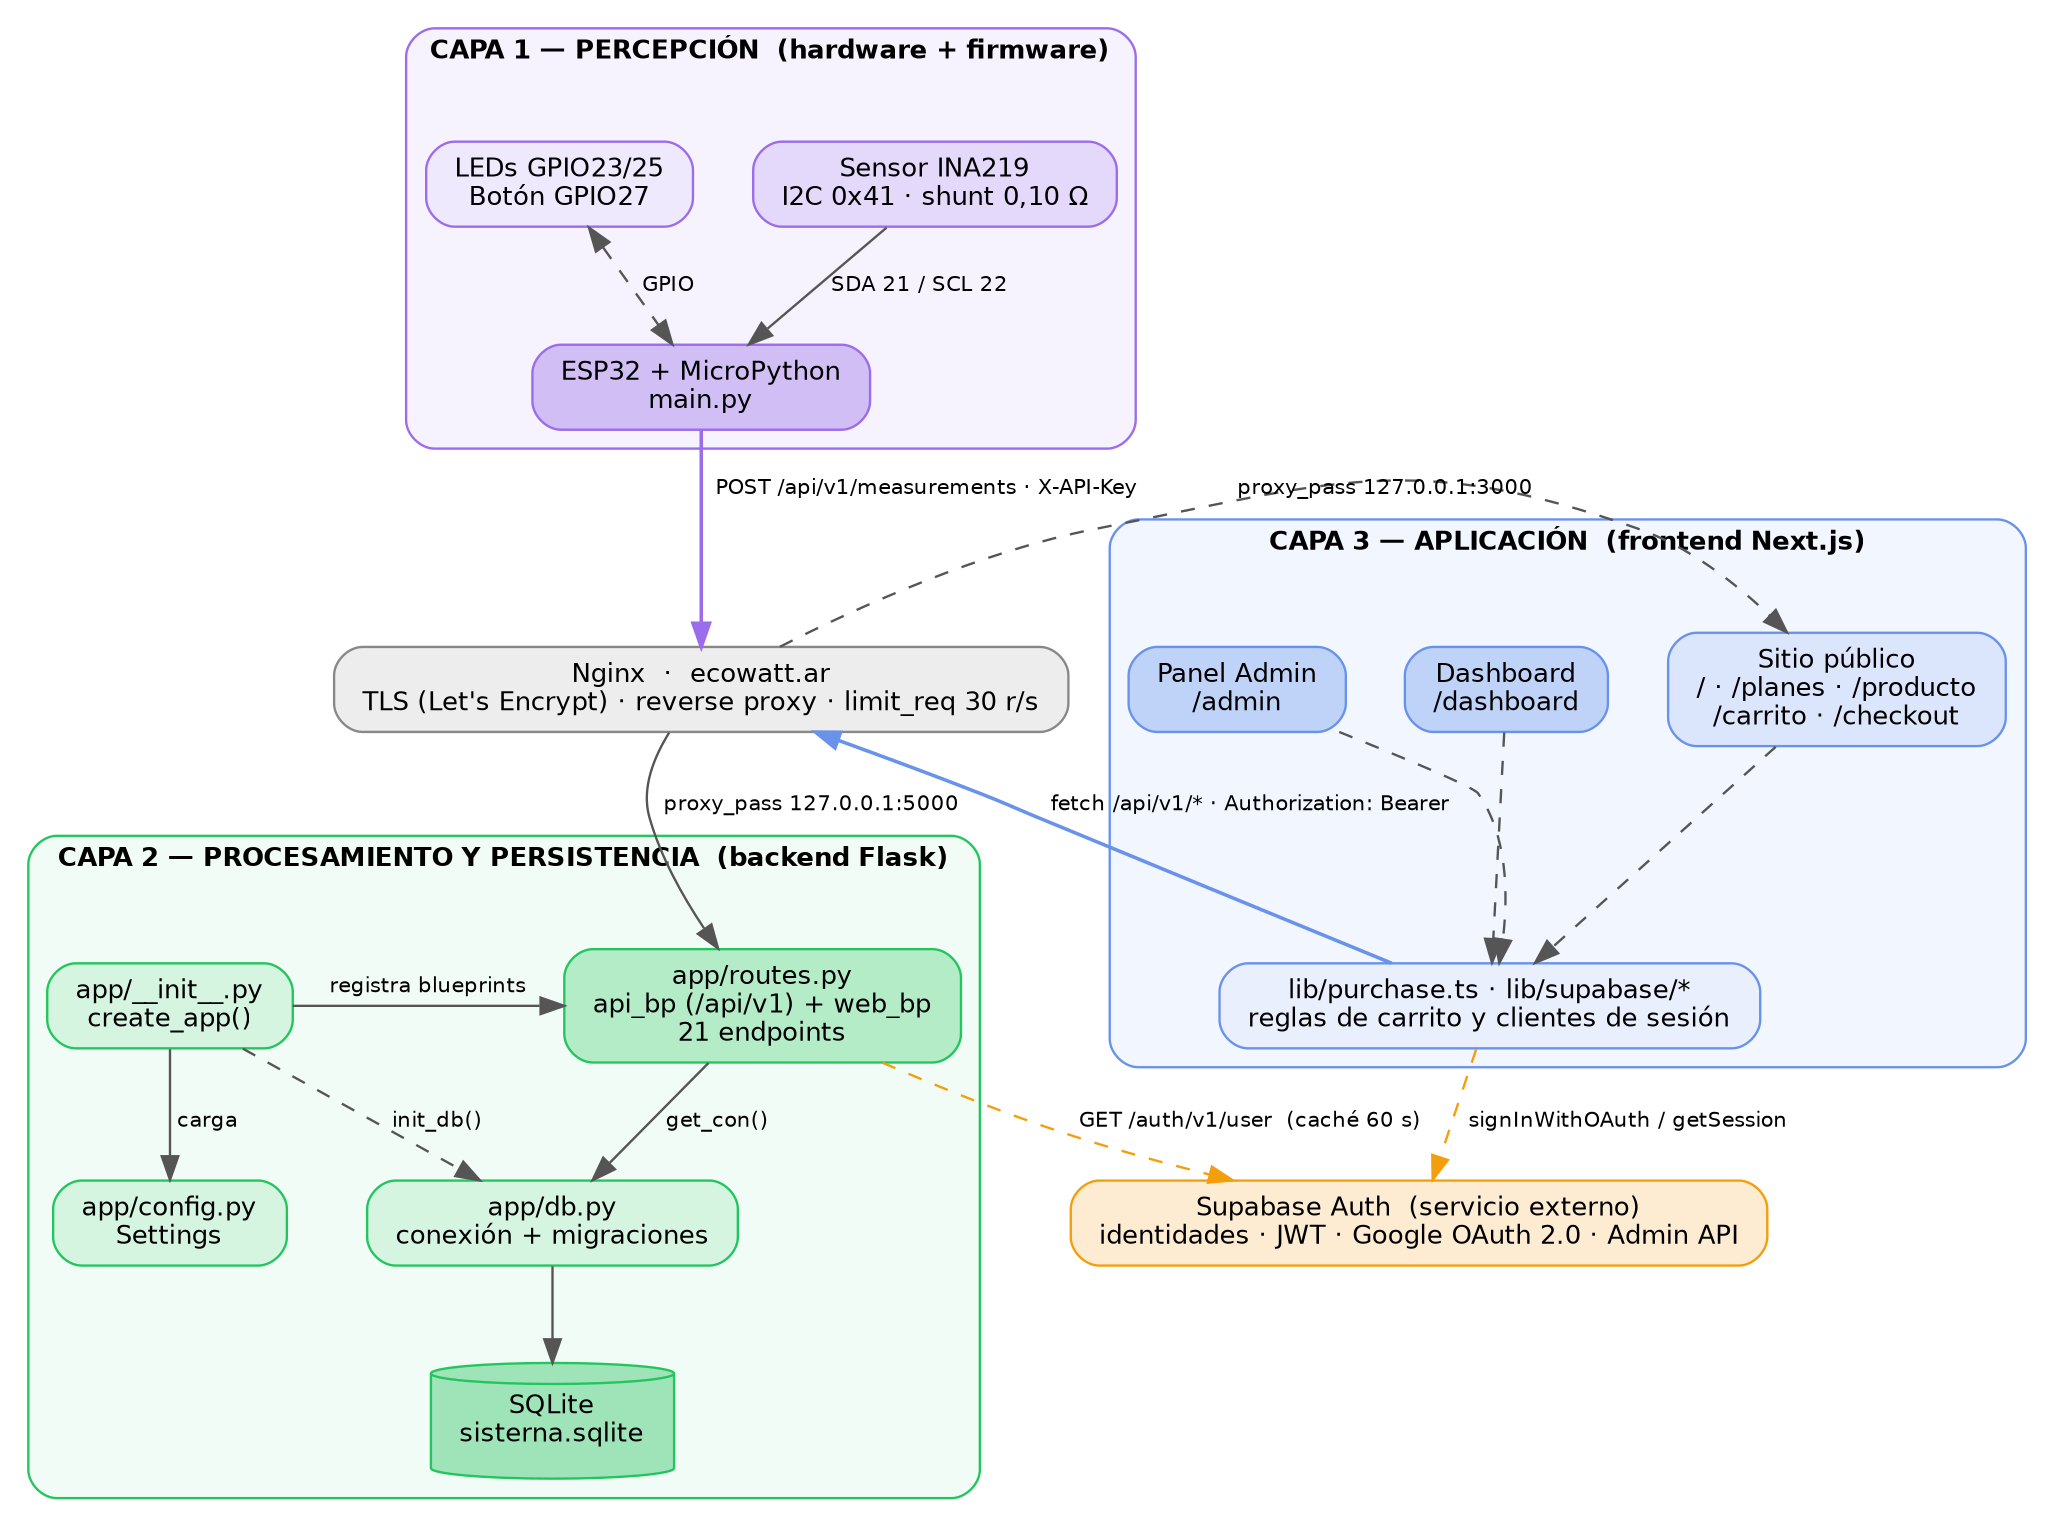 CAPA 1 — PERCEPCIÓN  (hardware + firmware)
LEDs GPIO23/25
Botón GPIO27
Sensor INA219
I2C 0x41 · shunt 0,10 Ω
GPIO
SDA 21 / SCL 22
ESP32 + MicroPython
main.py
POST /api/v1/measurements · X-API-Key
proxy_pass 127.0.0.1:3000
CAPA 3 — APLICACIÓN  (frontend Next.js)
Nginx  ·  ecowatt.ar
TLS (Let's Encrypt) · reverse proxy · limit_req 30 r/s
Panel Admin
/admin
Dashboard
/dashboard
Sitio público
/ · /planes · /producto
/carrito · /checkout
proxy_pass 127.0.0.1:5000
fetch /api/v1/* · Authorization: Bearer
CAPA 2 — PROCESAMIENTO Y PERSISTENCIA  (backend Flask)
app/__init__.py
create_app()
registra blueprints
app/routes.py
api_bp (/api/v1) + web_bp
21 endpoints
lib/purchase.ts · lib/supabase/*
reglas de carrito y clientes de sesión
carga
init_db()
get_con()
GET /auth/v1/user  (caché 60 s)
signInWithOAuth / getSession
app/config.py
Settings
app/db.py
conexión + migraciones
Supabase Auth  (servicio externo)
identidades · JWT · Google OAuth 2.0 · Admin API
SQLite
sisterna.sqlite